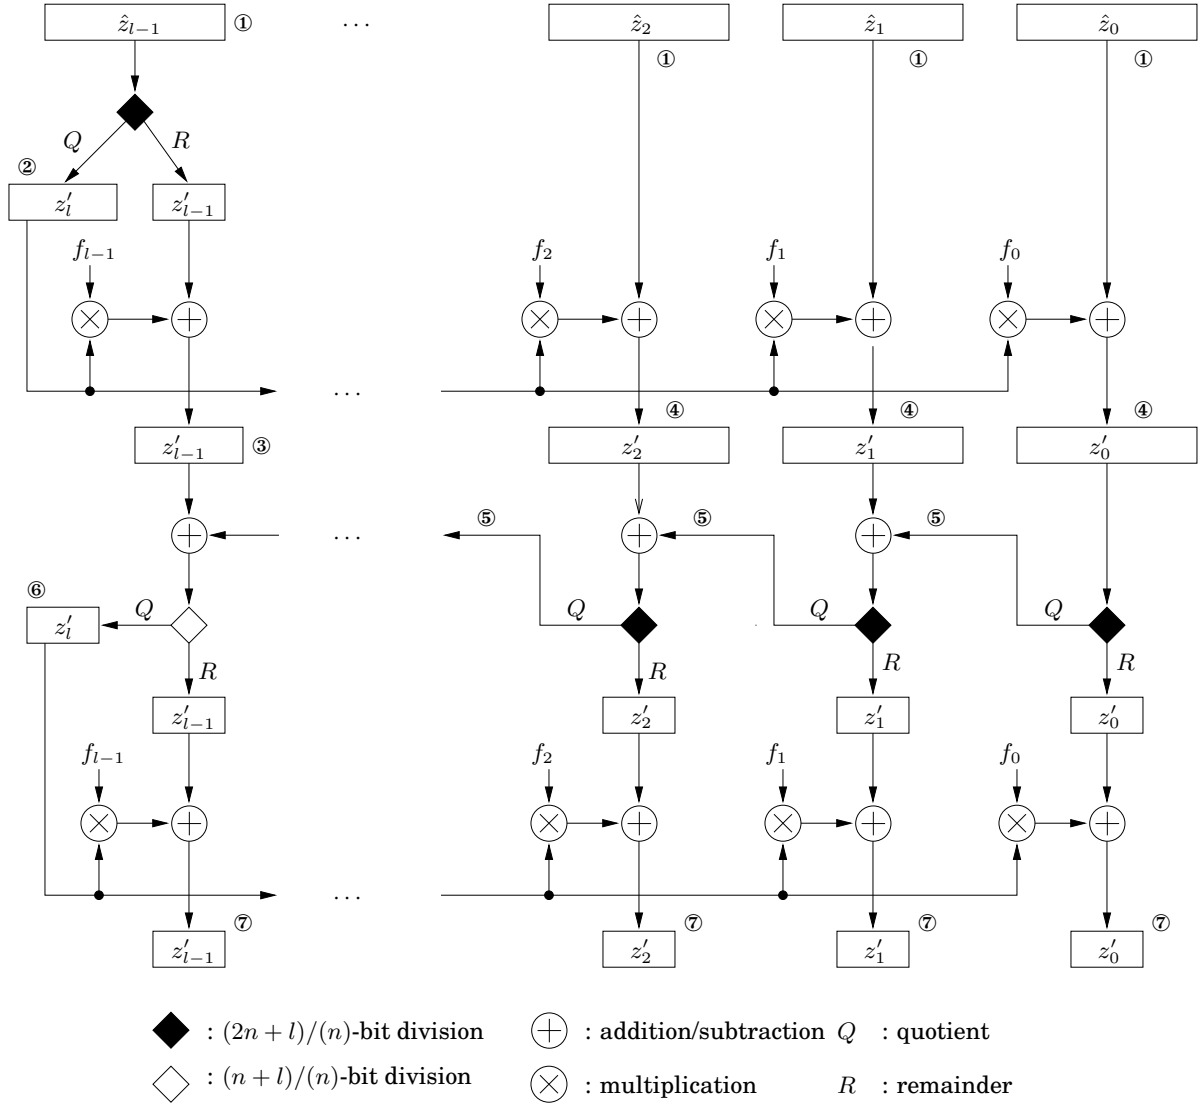 ẑ_{l−1} ① ⋯ ẑ_2 ẑ_1 ẑ_0
① ① ①
Q R
②
z′_l z′_{l−1}
f_{l−1} f_2 f_1 f_0
⋯
④ ④ ④
z′_{l−1} ③ z′_2 z′_1 z′_0
⑤ ⑤ ⑤
⋯
⑥
Q Q Q Q
z′_l
R R R R
z′_{l−1} z′_2 z′_1 z′_0
f_{l−1} f_2 f_1 f_0
⋯
⑦ ⑦ ⑦ ⑦
z′_{l−1} z′_2 z′_1 z′_0
: (2n + l)/(n)-bit division : addition/subtraction Q : quotient
: (n + l)/(n)-bit division : multiplication R : remainder